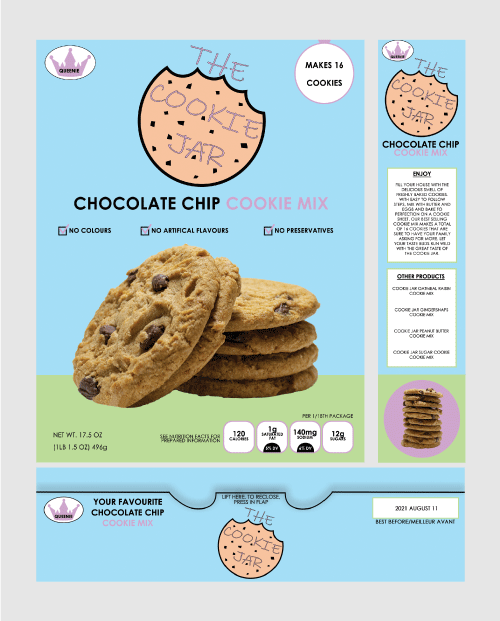 QUEENIE
THE
COOKIE
JAR
MAKES 16
COOKIES
CHOCOLATE CHIP COOKIE MIX
NO COLOURS
NO ARTIFICAL FLAVOURS
NO PRESERVATIVES
NET WT. 17.5 OZ
(1LB 1.5 OZ) 496g
SEE NUTRITION FACTS FOR
PREPARED INFORMATION
PER 1/18TH PACKAGE
120
CALORIES
1g
SATURATED
FAT
5% DV
140mg
SODIUM
6% DV
12g
SUGARS
QUEENIE
THE
COOKIE
JAR
CHOCOLATE CHIP
COOKIE MIX
ENJOY
FILL YOUR HOUSE WITH THE
DELICIOUS SMELL OF
FRESHLY BAKED COOKIES.
WITH EASY TO FOLLOW
STEPS, MIX WITH BUTTER AND
EGGS AND BAKE TO
PERFECTION ON A COOKIE
SHEET. OUR BEST SELLING
COOKIE MIX MAKES A TOTAL
OF 16 COOKIES THAT ARE
SURE TO HAVE YOUR FAMILY
ASKING FOR MORE. LET
YOUR TASTE BUDS RUN WILD
WITH THE GREAT TASTE OF
THE COOKIE JAR.
OTHER PRODUCTS
COOKIE JAR OATMEAL RAISIN
COOKIE MIX
COOKIE JAR GINGERSNAPS
COOKIE MIX
COOKIE JAR PEANUT BUTTER
COOKIE MIX
COOKIE JAR SUGAR COOKIE
COOKIE MIX
QUEENIE
YOUR FAVOURITE
CHOCOLATE CHIP
COOKIE MIX
LIFT HERE, TO RECLOSE,
PRESS IN FLAP
THE
COOKIE
JAR
2021 AUGUST 11
BEST BEFORE/MEILLEUR AVANT